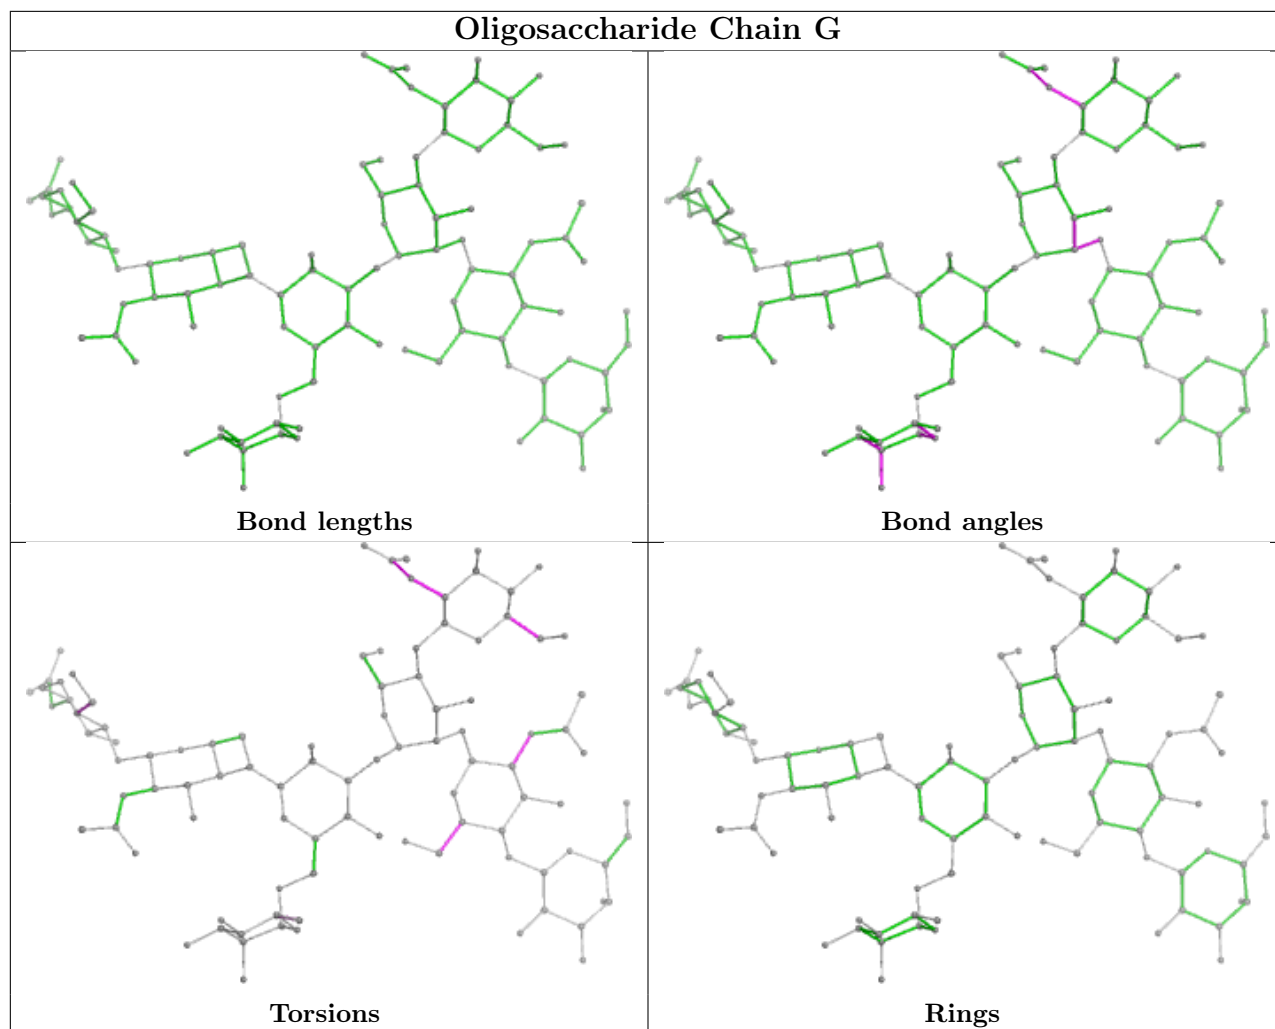 Oligosaccharide Chain G
Bond lengths
Bond angles
Torsions
Rings